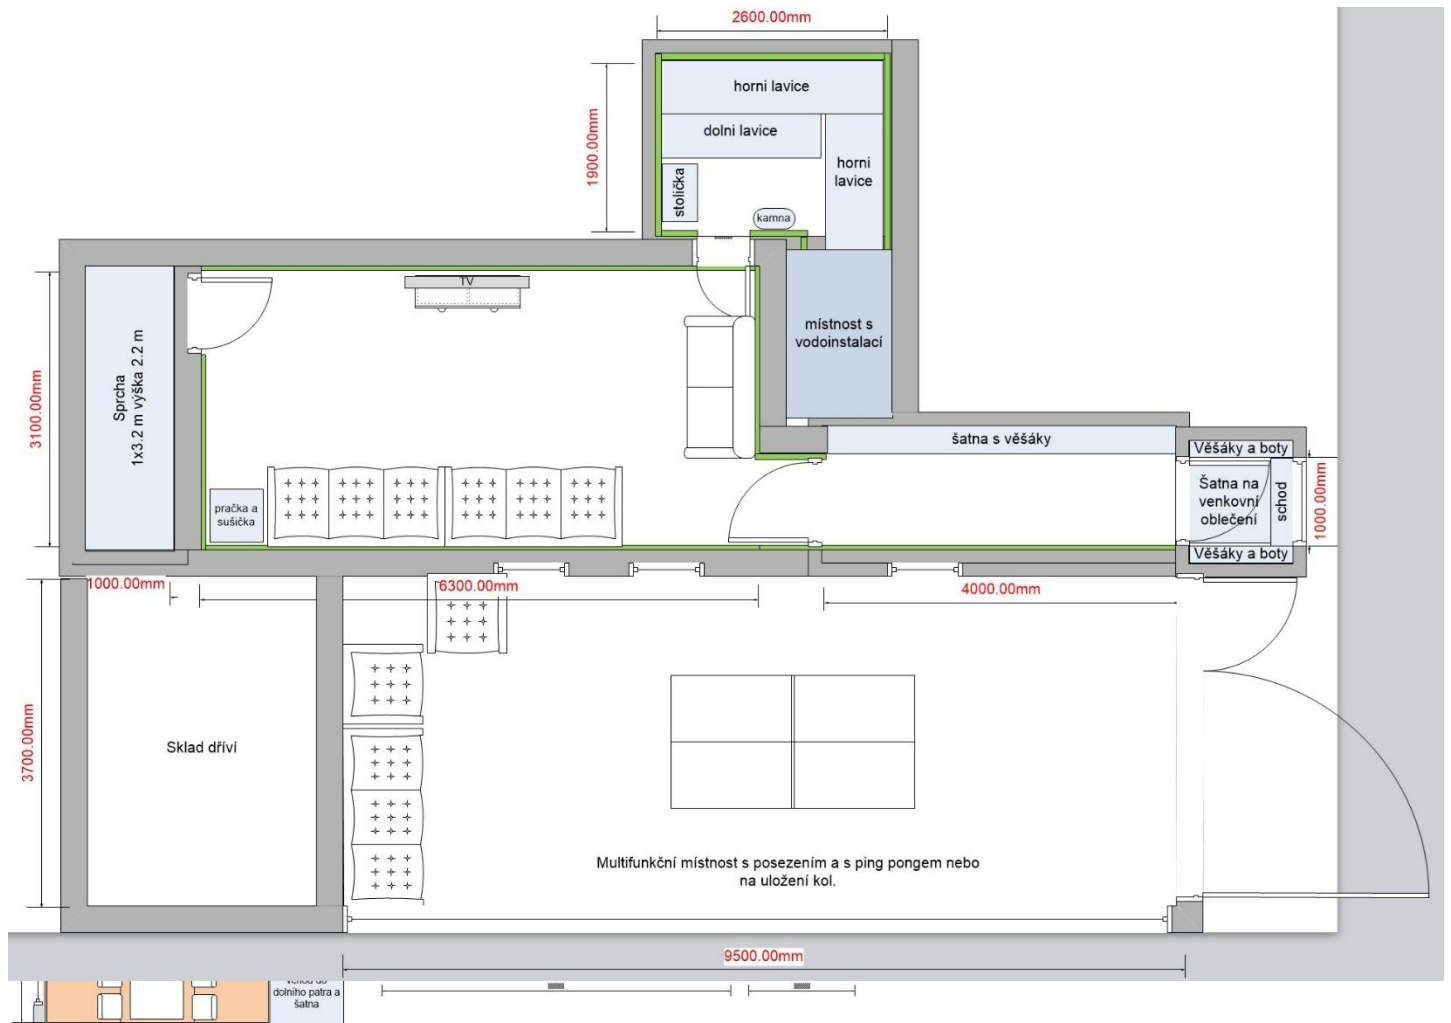 2600.00mm
horni lavice
dolni lavice
horni
lavice
1900.00mm
stolička
kamna
TV
místnost s
vodoinstalací
Sprcha
1x3.2 m výška 2.2 m
3100.00mm
šatna s věšáky
Věšáky a boty
Šatna na
venkovní
oblečení
schod
1000.00mm
Věšáky a boty
pračka a
sušička
1000.00mm
6300.00mm
4000.00mm
3700.00mm
Sklad dříví
Multifunkční místnost s posezením a s ping pongem nebo
na uložení kol.
9500.00mm
dolního patra a
šatna